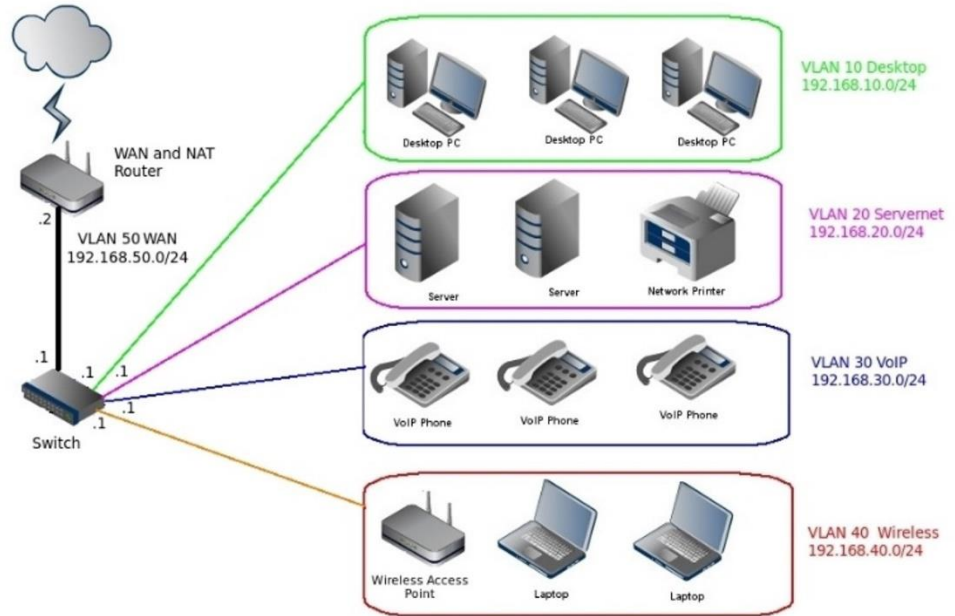 WAN and NAT
Router
.2
VLAN 50 WAN
192.168.50.0/24
.1
.1
.1
.1
.1
Switch
Desktop PC
Desktop PC
Desktop PC
VLAN 10 Desktop
192.168.10.0/24
Server
Server
Network Printer
VLAN 20 Servernet
192.168.20.0/24
VoIP Phone
VoIP Phone
VoIP Phone
VLAN 30 VoIP
192.168.30.0/24
Wireless Access
Point
Laptop
Laptop
VLAN 40 Wireless
192.168.40.0/24